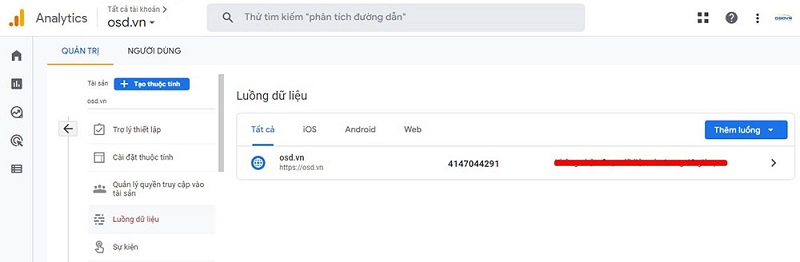 Analytics
Tất cả tài khoản >
osd.vn
Thử tìm kiếm "phân tích đường dẫn"
QUẢN TRỊ
NGƯỜI DÙNG
Tài sản
+ Tạo thuộc tính
osd.vn
Trợ lý thiết lập
Cài đặt thuộc tính
Quản lý quyền truy cập vào
tài sản
Luồng dữ liệu
Sự kiện
Luồng dữ liệu
Tất cả
iOS
Android
Web
Thêm luồng
osd.vn
4147044291
https://osd.vn